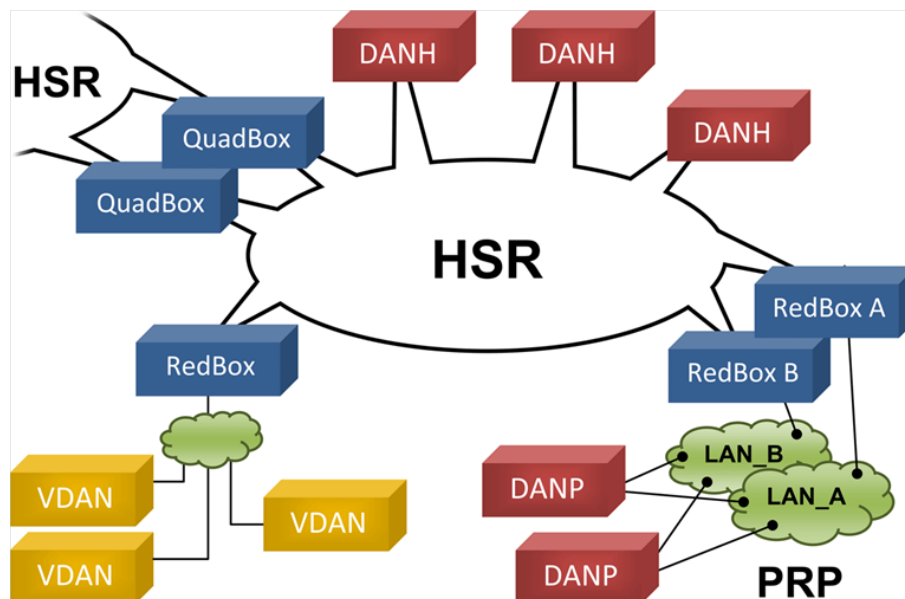 DANH
DANH
HSR
QuadBox
DANH
QuadBox
HSR
RedBox A
RedBox
RedBox B
LAN_B
VDAN
DANP
LAN_A
VDAN
VDAN
DANP
PRP